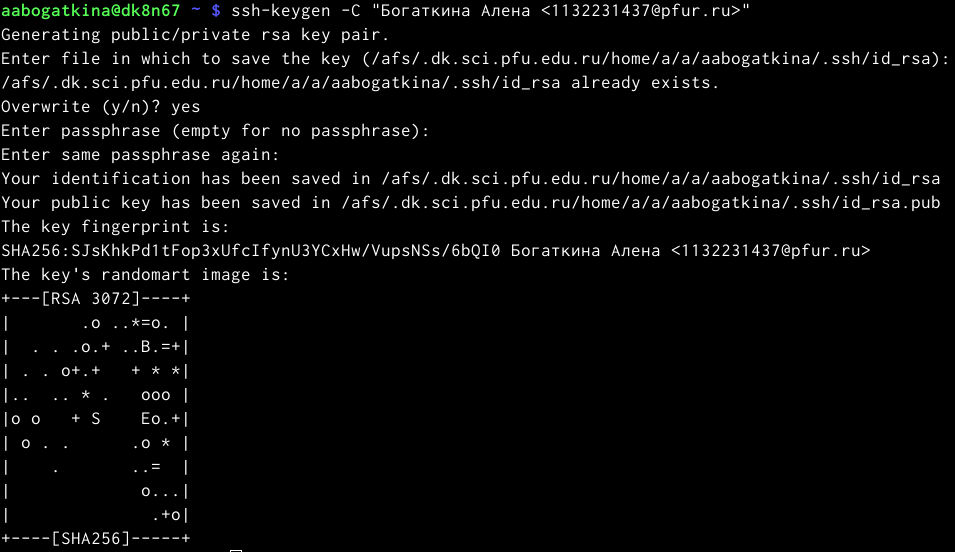 aabogatkina@dk8n67 ~ $ ssh-keygen -C "Богаткина Алена <1132231437@pfur.ru>"
Generating public/private rsa key pair.
Enter file in which to save the key (/afs/.dk.sci.pfu.edu.ru/home/a/a/aabogatkina/.ssh/id_rsa):
/afs/.dk.sci.pfu.edu.ru/home/a/a/aabogatkina/.ssh/id_rsa already exists.
Overwrite (y/n)? yes
Enter passphrase (empty for no passphrase):
Enter same passphrase again:
Your identification has been saved in /afs/.dk.sci.pfu.edu.ru/home/a/a/aabogatkina/.ssh/id_rsa
Your public key has been saved in /afs/.dk.sci.pfu.edu.ru/home/a/a/aabogatkina/.ssh/id_rsa.pub
The key fingerprint is:
SHA256:SJsKhkPd1tFop3xUfcIfynU3YCxHw/VupsNSs/6bQI0 Богаткина Алена <1132231437@pfur.ru>
The key's randomart image is:
+---[RSA 3072]----+
|       .o ..*=o. |
|  . . .o.+ ..B.=+|
| . . o+.+   + * *|
|..  .. * .   ooo |
|o o   + S    Eo.+|
| o . .      .o * |
|    .       ..=  |
|             o...|
|              .+o|
+----[SHA256]-----+